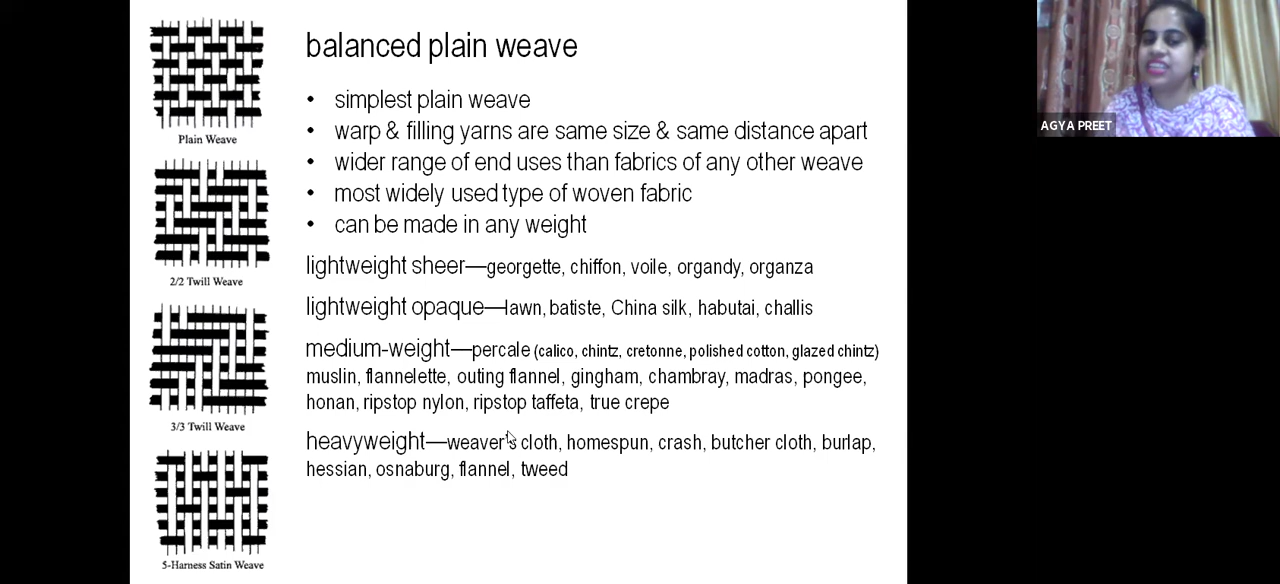 balanced plain weave
• simplest plain weave
• warp & filling yarns are same size & same distance apart
• wider range of end uses than fabrics of any other weave
• most widely used type of woven fabric
• can be made in any weight
lightweight sheer—georgette, chiffon, voile, organdy, organza
lightweight opaque—lawn, batiste, China silk, habutai, challis
medium-weight—percale (calico, chintz, cretonne, polished cotton, glazed chintz)
muslin, flannelette, outing flannel, gingham, chambray, madras, pongee,
honan, ripstop nylon, ripstop taffeta, true crepe
heavyweight—weaver's cloth, homespun, crash, butcher cloth, burlap,
hessian, osnaburg, flannel, tweed
Plain Weave
2/2 Twill Weave
3/3 Twill Weave
5-Harness Satin Weave
AGYA PREET